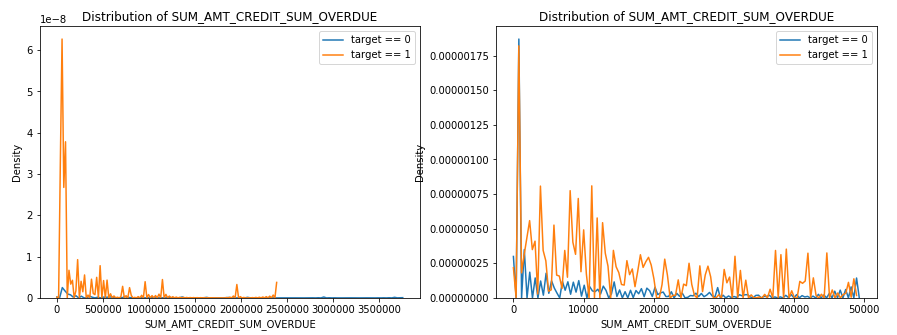 Distribution of SUM_AMT_CREDIT_SUM_OVERDUE
1e−8
target == 0
target == 1
6
5
4
3
2
1
0
Density
0
500000
1000000
1500000
2000000
2500000
3000000
3500000
SUM_AMT_CREDIT_SUM_OVERDUE
Distribution of SUM_AMT_CREDIT_SUM_OVERDUE
target == 0
target == 1
0.00000175
0.00000150
0.00000125
0.00000100
0.00000075
0.00000050
0.00000025
0.00000000
Density
0
10000
20000
30000
40000
50000
SUM_AMT_CREDIT_SUM_OVERDUE